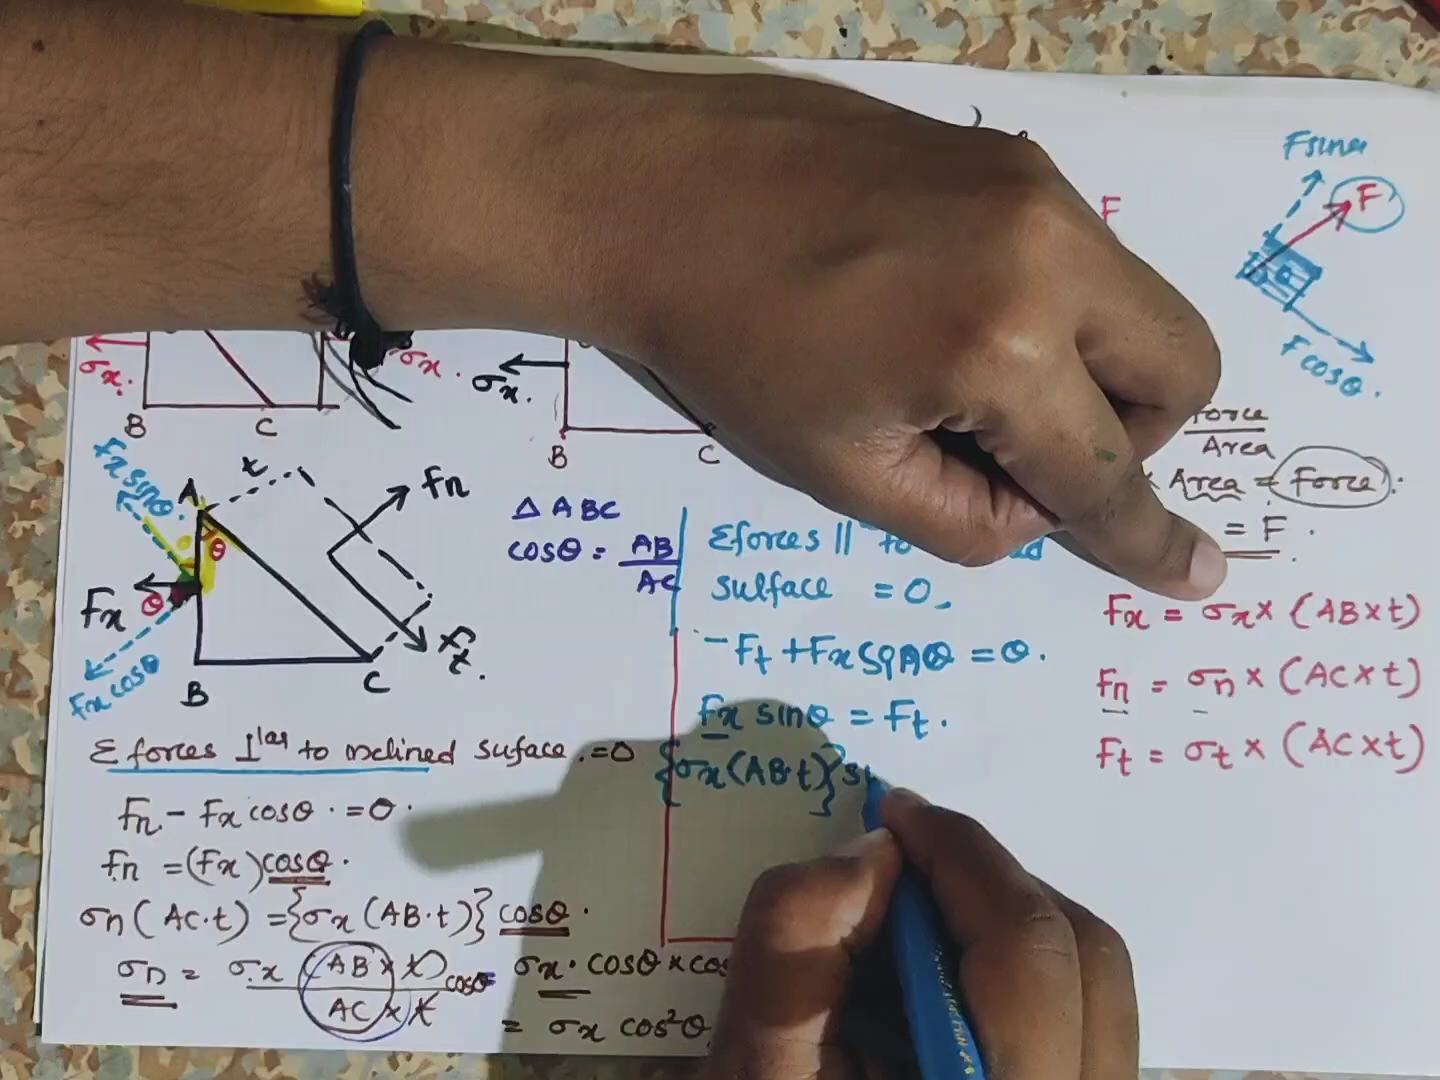 Fsinθ
F
F
Fcosθ.
σx.
B
C
σx.
σx.
B
C
Force
Area
× Area = Force.
= F.
Fx sinθ.
A
x
Fn
θ
θ
Fx
Fx cosθ
B
C
Ft.
Δ ABC
cosθ = AB
AC
Σforces || to
surface = 0.
-Ft + Fx sinθ = 0.
Fx sinθ = Ft.
{σx(AB·t)}
Fx = σx × (AB×t)
Fn = σn × (AC×t)
Ft = σt × (AC×t)
Σ forces ⊥lar to inclined suface. = 0
Fn - Fx cosθ = 0.
Fn = (Fx) cosθ.
σn (AC·t) = {σx (AB·t)} cosθ.
σn = σx (AB × t) cosθ = σx · cosθ × cos
AC × t
= σx cos²θ